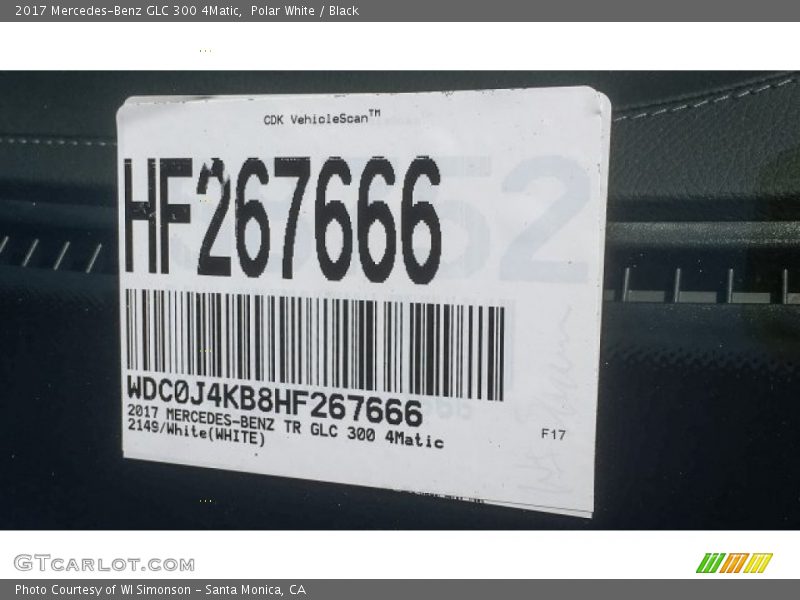 2017 Mercedes-Benz GLC 300 4Matic,  Polar White / Black
CDK VehicleScan™
HF267666
WDC0J4KB8HF267666
2017 MERCEDES-BENZ TR GLC 300 4Matic
2149/White(WHITE)
F17
GTCARLOT.COM
Photo Courtesy of WI Simonson - Santa Monica, CA